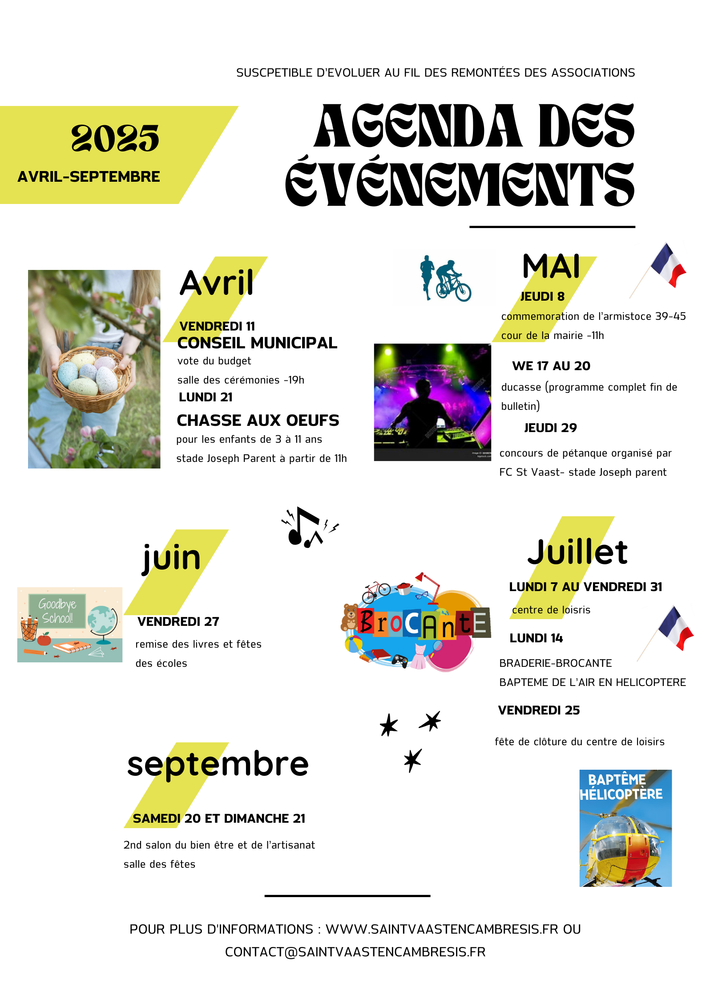 SUSCPETIBLE D'EVOLUER AU FIL DES REMONTÉES DES ASSOCIATIONS
2025
AVRIL-SEPTEMBRE
AGENDA DES
ÉVÉNEMENTS
Avril
VENDREDI 11
CONSEIL MUNICIPAL
vote du budget
salle des cérémonies -19h
LUNDI 21
CHASSE AUX OEUFS
pour les enfants de 3 à 11 ans
stade Joseph Parent à partir de 11h
MAI
JEUDI 8
commemoration de l'armistoce 39-45
cour de la mairie -11h
WE 17 AU 20
ducasse (programme complet fin de
bulletin)
JEUDI 29
concours de pétanque organisé par
FC St Vaast- stade Joseph parent
juin
Goodbye
School!
VENDREDI 27
remise des livres et fêtes
des écoles
BroCAntE
Juillet
LUNDI 7 AU VENDREDI 31
centre de loisris
LUNDI 14
BRADERIE-BROCANTE
BAPTEME DE L'AIR EN HELICOPTERE
VENDREDI 25
fête de clôture du centre de loisirs
septembre
SAMEDI 20 ET DIMANCHE 21
2nd salon du bien être et de l'artisanat
salle des fêtes
BAPTÊME
HÉLICOPTÈRE
POUR PLUS D'INFORMATIONS : WWW.SAINTVAASTENCAMBRESIS.FR OU
CONTACT@SAINTVAASTENCAMBRESIS.FR